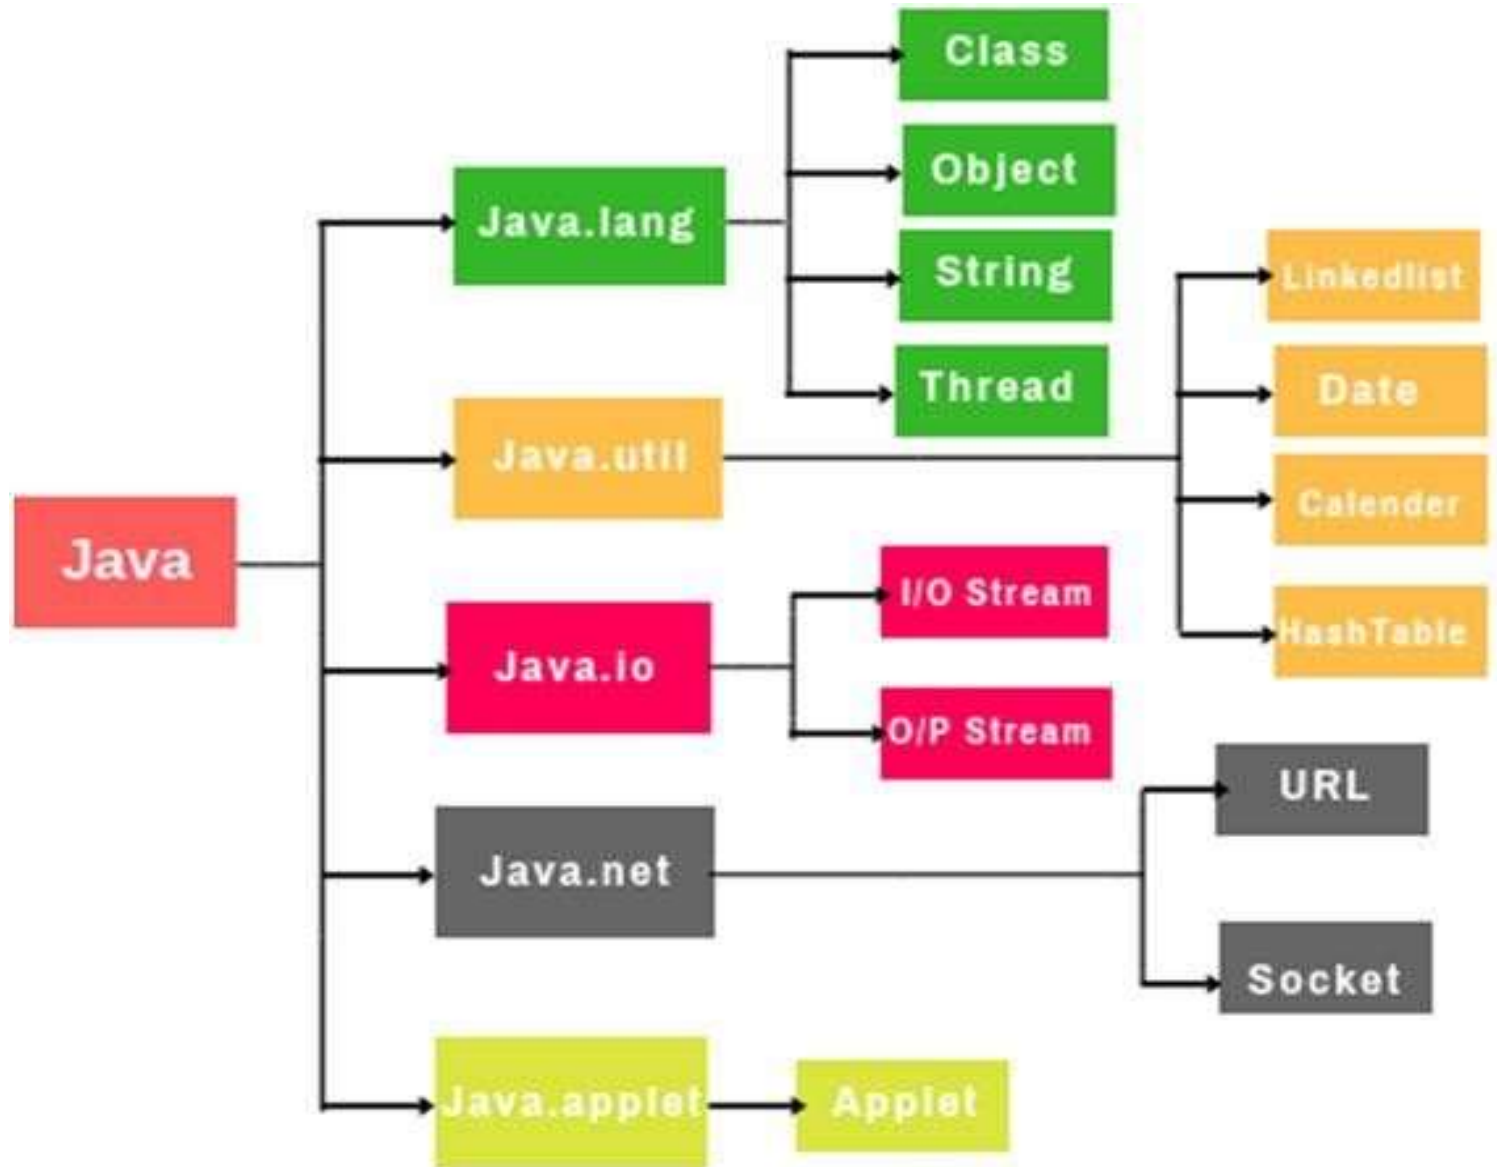 Java
Java.lang
Class
Object
String
Thread
Java.util
Linkedlist
Date
Calender
HashTable
Java.io
I/O Stream
O/P Stream
Java.net
URL
Socket
Java.applet
Applet